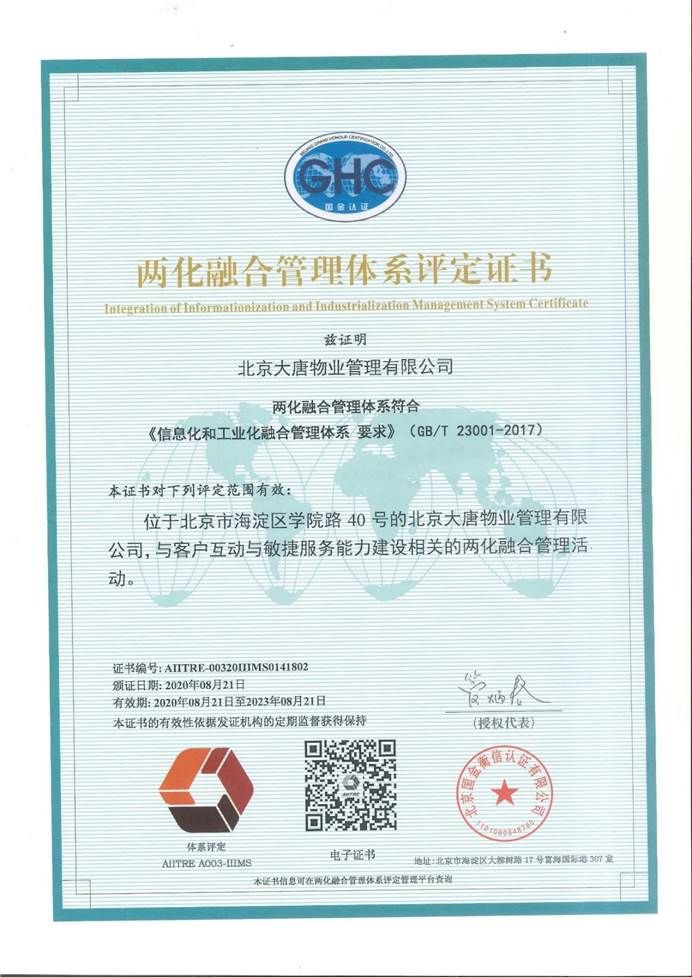 BEIJING GRAND HONOUR CERTIFICATION CO.,LTD.
GHC
国金认证
两化融合管理体系评定证书
Integration of Informationization and Industrialization Management System Certificate
兹证明
北京大唐物业管理有限公司
两化融合管理体系符合
《信息化和工业化融合管理体系 要求》（GB/T 23001-2017）
本证书对下列评定范围有效：
位于北京市海淀区学院路 40 号的北京大唐物业管理有限
公司，与客户互动与敏捷服务能力建设相关的两化融合管理活
动。
证书编号: AIITRE-00320IIIMS0141802
颁证日期: 2020年08月21日
有效期: 2020年08月21日至2023年08月21日
本证书的有效性依据发证机构的定期监督获得保持
(授权代表)
AIITRE
北京国金衡信认证有限公司
1101080848786
体系评定
AIITRE A003-IIIMS
电子证书
地址:北京市海淀区大柳树路 17 号富海国际港 307 室
本证书信息可在两化融合管理体系评定管理平台查询